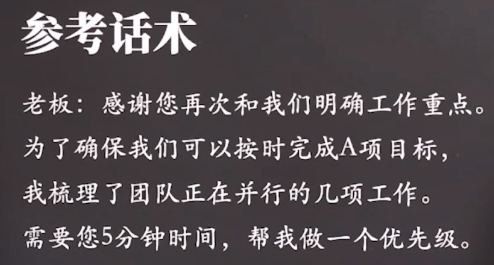 参考话术
老板：感谢您再次和我们明确工作重点。
为了确保我们可以按时完成A项目标，
我梳理了团队正在并行的几项工作。
需要您5分钟时间，帮我做一个优先级。